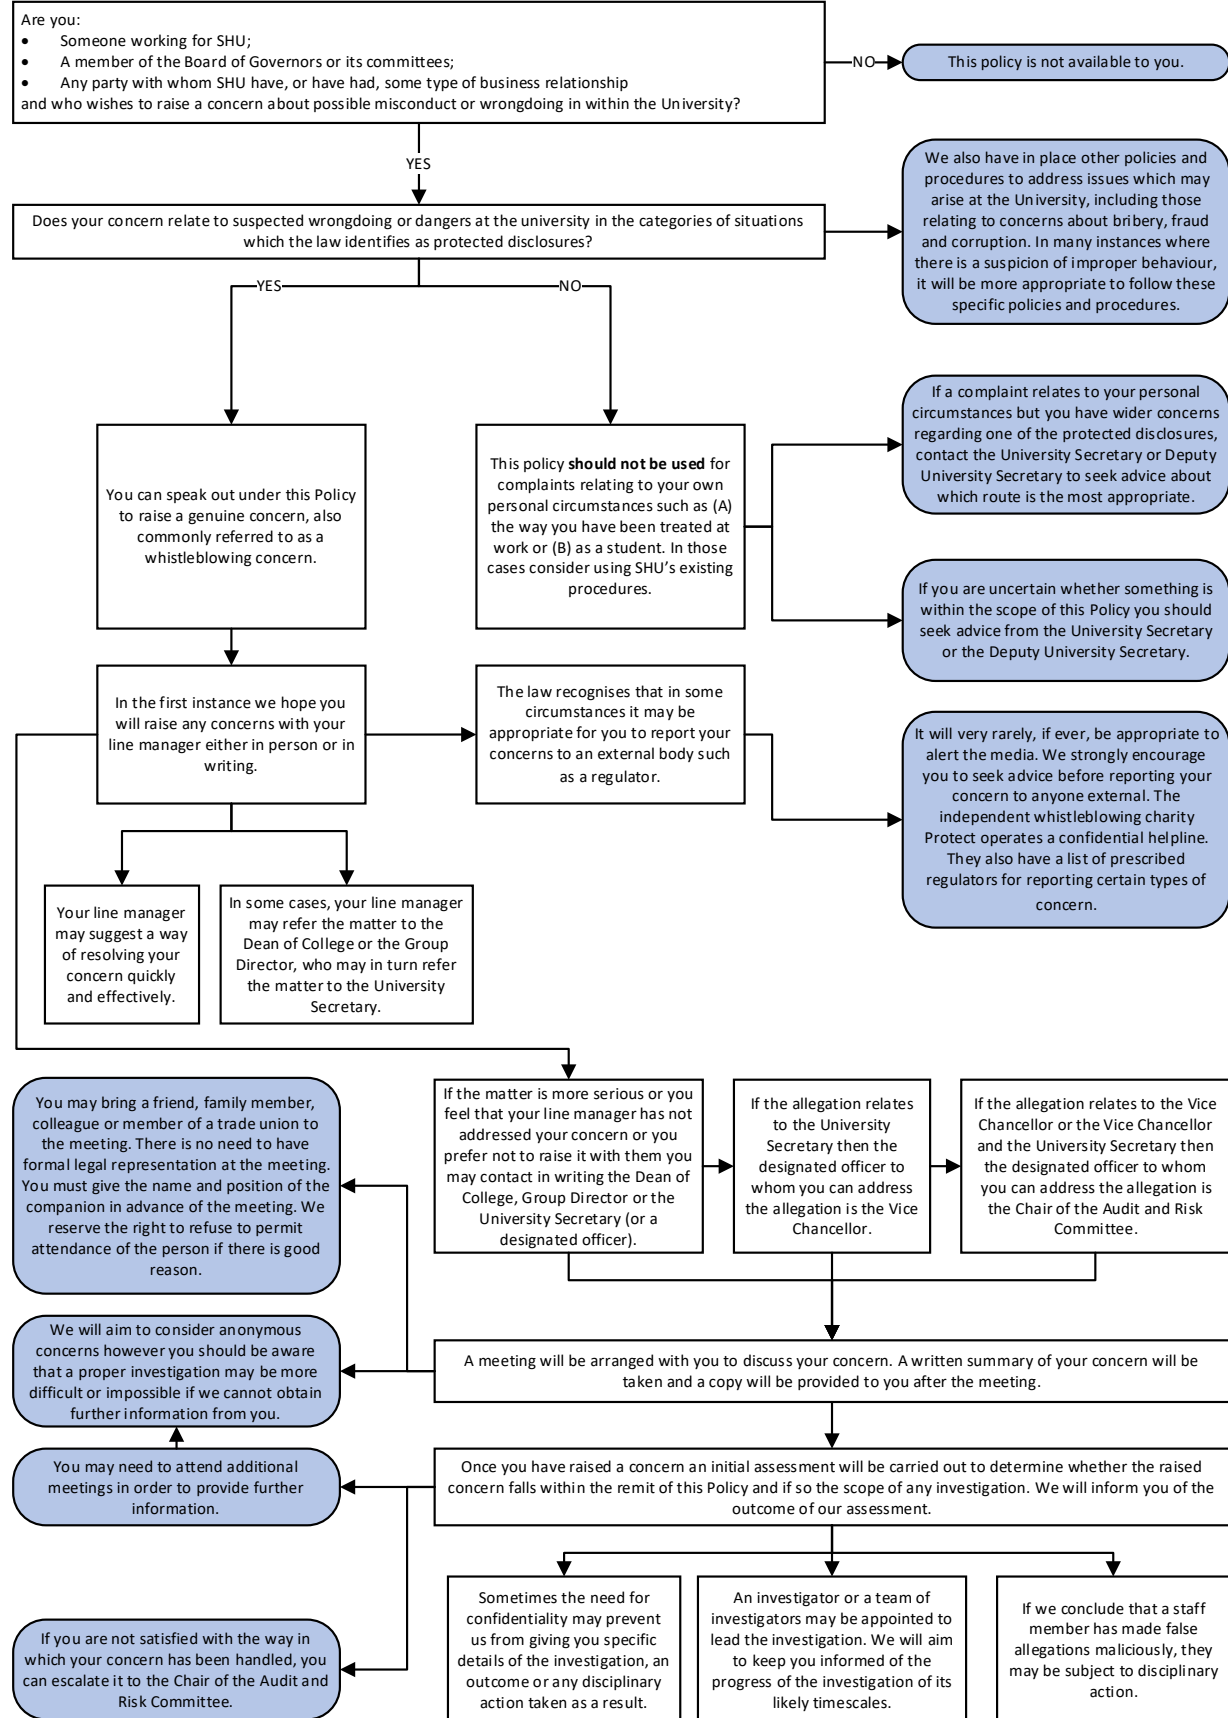 Are you:
• Someone working for SHU;
• A member of the Board of Governors or its committees;
• Any party with whom SHU have, or have had, some type of business relationship
and who wishes to raise a concern about possible misconduct or wrongdoing in within the University?
NO
This policy is not available to you.
YES
Does your concern relate to suspected wrongdoing or dangers at the university in the categories of situations
which the law identifies as protected disclosures?
We also have in place other policies and
procedures to address issues which may
arise at the University, including those
relating to concerns about bribery, fraud
and corruption. In many instances where
there is a suspicion of improper behaviour,
it will be more appropriate to follow these
specific policies and procedures.
YES
NO
You can speak out under this Policy
to raise a genuine concern, also
commonly referred to as a
whistleblowing concern.
This policy should not be used for
complaints relating to your own
personal circumstances such as (A)
the way you have been treated at
work or (B) as a student. In those
cases consider using SHU's existing
procedures.
If a complaint relates to your personal
circumstances but you have wider concerns
regarding one of the protected disclosures,
contact the University Secretary or Deputy
University Secretary to seek advice about
which route is the most appropriate.
If you are uncertain whether something is
within the scope of this Policy you should
seek advice from the University Secretary
or the Deputy University Secretary.
In the first instance we hope you
will raise any concerns with your
line manager either in person or in
writing.
The law recognises that in some
circumstances it may be
appropriate for you to report your
concerns to an external body such
as a regulator.
It will very rarely, if ever, be appropriate to
alert the media. We strongly encourage
you to seek advice before reporting your
concern to anyone external. The
independent whistleblowing charity
Protect operates a confidential helpline.
They also have a list of prescribed
regulators for reporting certain types of
concern.
Your line manager
may suggest a way
of resolving your
concern quickly
and effectively.
In some cases, your line manager
may refer the matter to the
Dean of College or the Group
Director, who may in turn refer
the matter to the University
Secretary.
You may bring a friend, family member,
colleague or member of a trade union to
the meeting. There is no need to have
formal legal representation at the meeting.
You must give the name and position of the
companion in advance of the meeting. We
reserve the right to refuse to permit
attendance of the person if there is good
reason.
If the matter is more serious or you
feel that your line manager has not
addressed your concern or you
prefer not to raise it with them you
may contact in writing the Dean of
College, Group Director or the
University Secretary (or a
designated officer).
If the allegation relates
to the University
Secretary then the
designated officer to
whom you can address
the allegation is the Vice
Chancellor.
If the allegation relates to the Vice
Chancellor or the Vice Chancellor
and the University Secretary then
the designated officer to whom
you can address the allegation is
the Chair of the Audit and Risk
Committee.
We will aim to consider anonymous
concerns however you should be aware
that a proper investigation may be more
difficult or impossible if we cannot obtain
further information from you.
A meeting will be arranged with you to discuss your concern. A written summary of your concern will be
taken and a copy will be provided to you after the meeting.
You may need to attend additional
meetings in order to provide further
information.
Once you have raised a concern an initial assessment will be carried out to determine whether the raised
concern falls within the remit of this Policy and if so the scope of any investigation. We will inform you of the
outcome of our assessment.
If you are not satisfied with the way in
which your concern has been handled, you
can escalate it to the Chair of the Audit and
Risk Committee.
Sometimes the need for
confidentiality may prevent
us from giving you specific
details of the investigation, an
outcome or any disciplinary
action taken as a result.
An investigator or a team of
investigators may be appointed to
lead the investigation. We will aim
to keep you informed of the
progress of the investigation of its
likely timescales.
If we conclude that a staff
member has made false
allegations maliciously, they
may be subject to disciplinary
action.